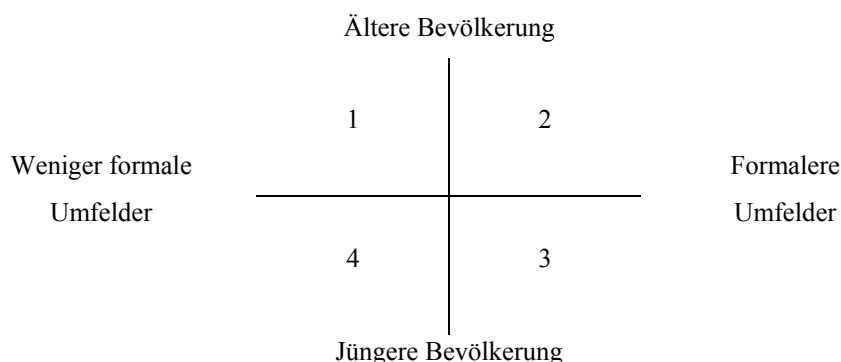 Ältere Bevölkerung
1 2
Weniger formale Umfelder
Formalere Umfelder
4 3
Jüngere Bevölkerung